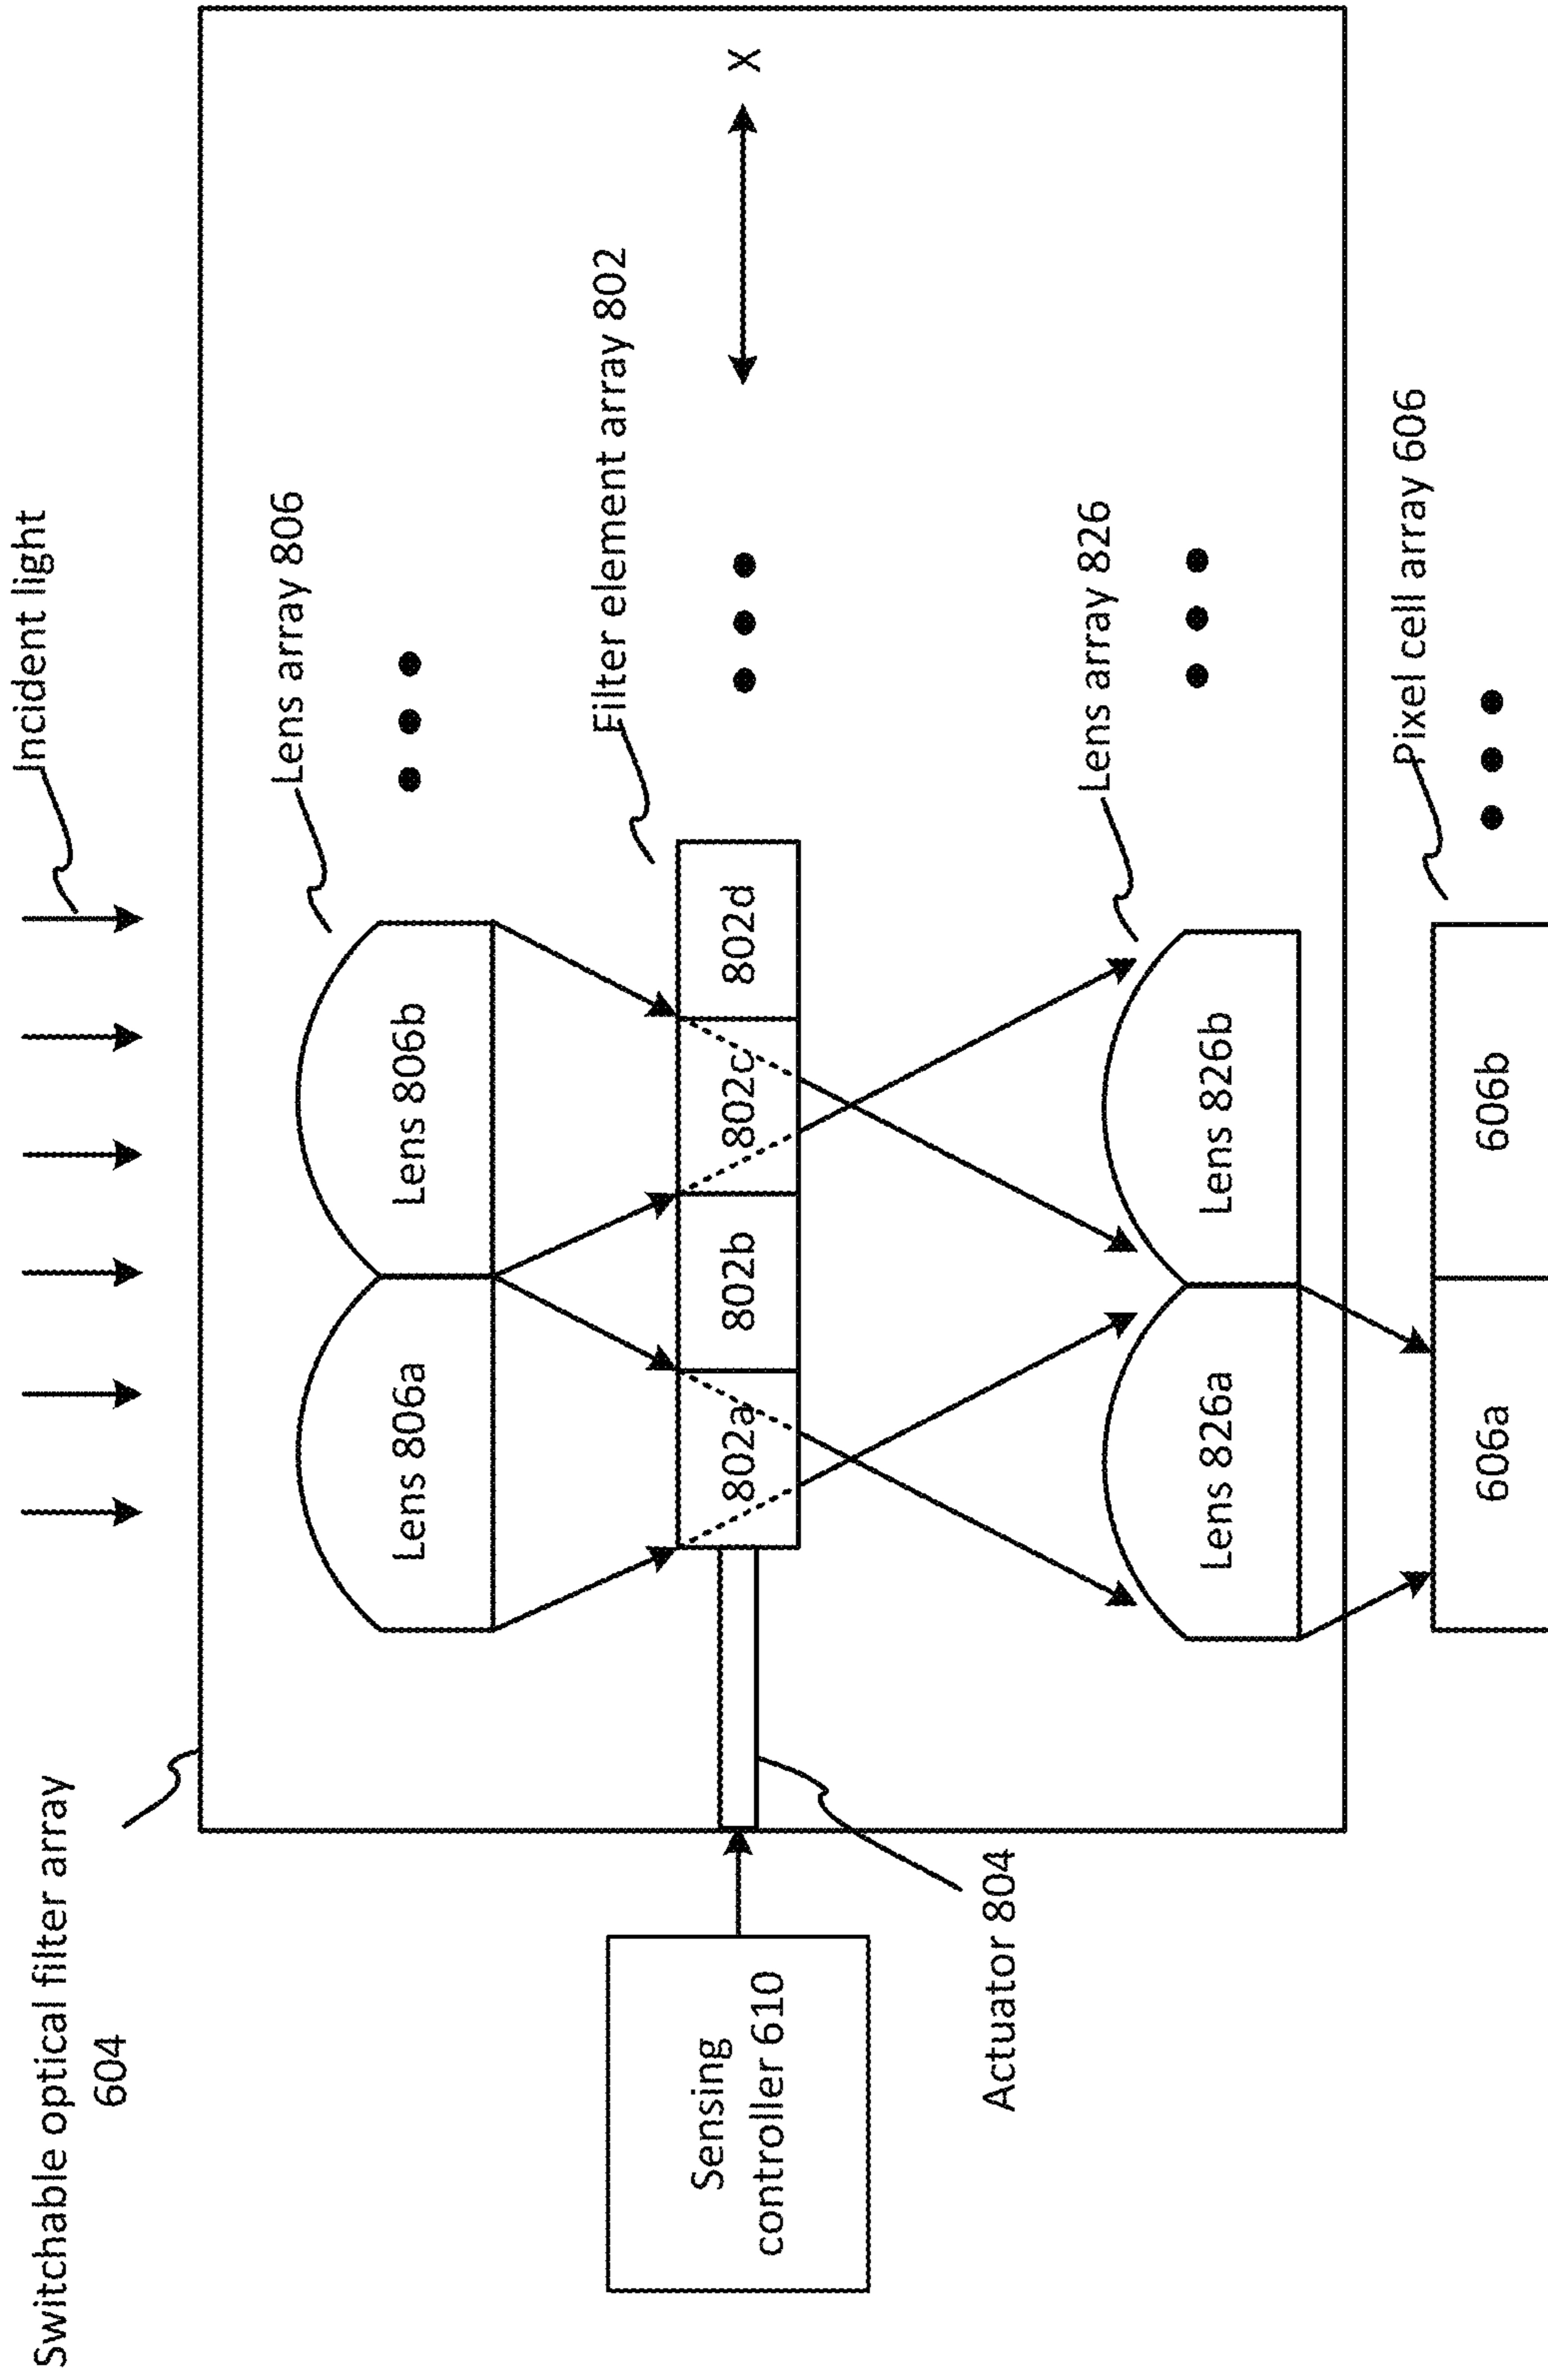 Switchable optical filter array
604
Incident light
Lens array 806
Lens 806a
Lens 806b
Filter element array 802
802a
802b
802c
802d
X
Sensing
controller 610
Actuator 804
Lens array 826
Lens 826a
Lens 826b
Pixel cell array 606
606a
606b